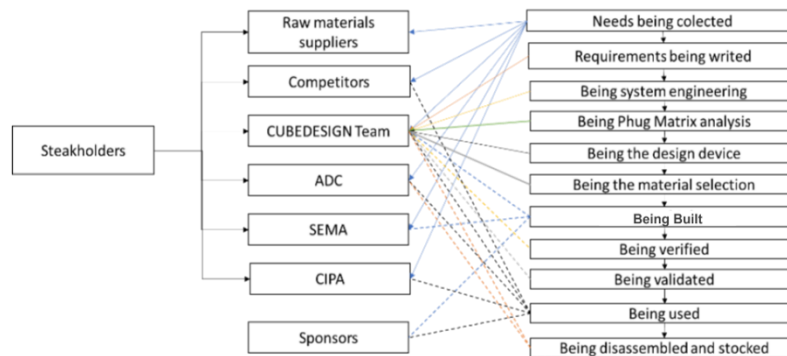 Steakholders
Raw materials
suppliers
Competitors
CUBEDESIGN Team
ADC
SEMA
CIPA
Sponsors
Needs being colected
Requirements being writed
Being system engineering
Being Phug Matrix analysis
Being the design device
Being the material selection
Being Built
Being verified
Being validated
Being used
Being disassembled and stocked